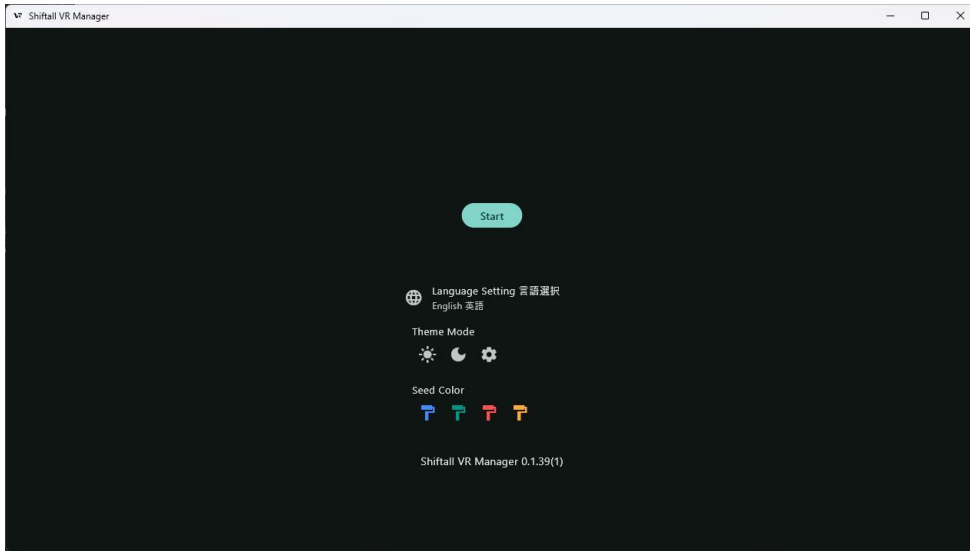 Shiftall VR Manager
Start
Language Setting 言語選択
English 英語
Theme Mode
Seed Color
Shiftall VR Manager 0.1.39(1)